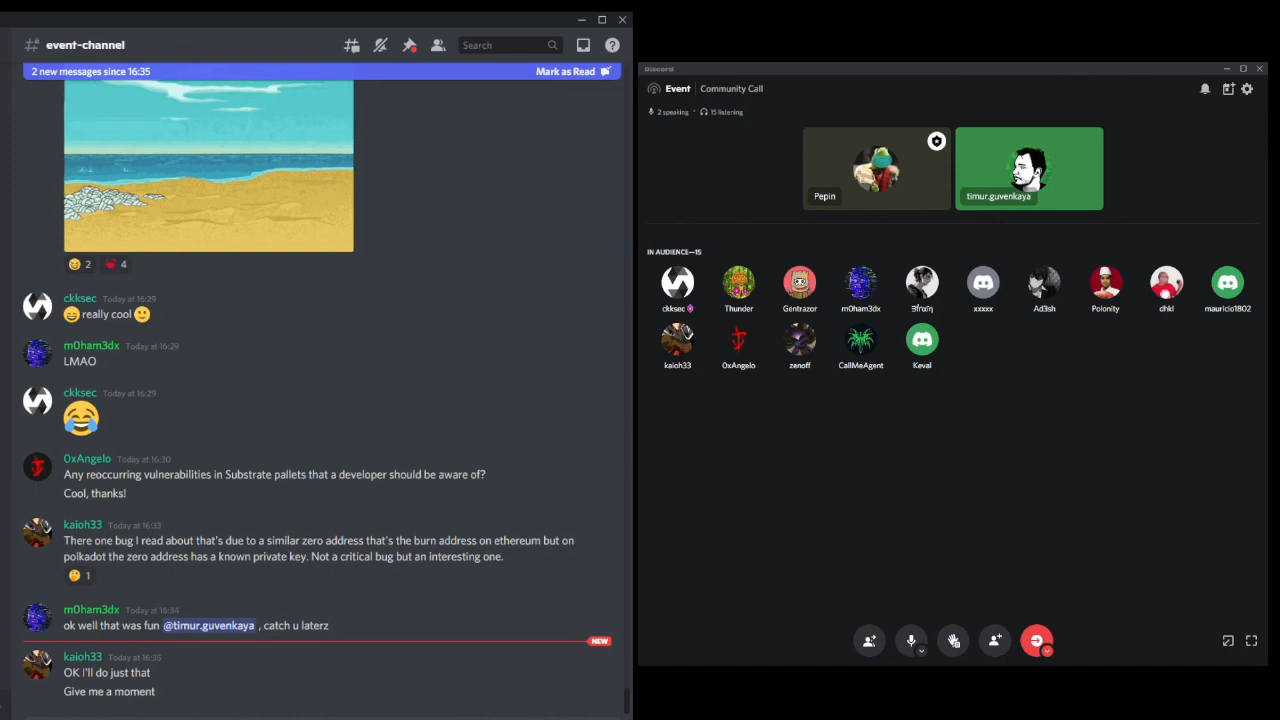 event-channel
Search
2 new messages since 16:35
Mark as Read
2
4
ckksec Today at 16:29
really cool
m0ham3dx Today at 16:29
LMAO
ckksec Today at 16:29
0xAngelo Today at 16:30
Any reoccurring vulnerabilities in Substrate pallets that a developer should be aware of?
Cool, thanks!
kaioh33 Today at 16:33
There one bug I read about that's due to a similar zero address that's the burn address on ethereum but on
polkadot the zero address has a known private key. Not a critical bug but an interesting one.
1
m0ham3dx Today at 16:34
ok well that was fun @timur.guvenkaya , catch u laterz
NEW
kaioh33 Today at 16:35
OK I'll do just that
Give me a moment
Discord
Event Community Call
2 speaking • 15 listening
Pepin
timur.guvenkaya
IN AUDIENCE—15
ckksec
Thunder
Gentrazor
m0ham3dx
xxxxx
Ad3sh
Polonity
dhkl
mauricio1802
kaioh33
0xAngelo
zenoff
CallMeAgent
Keval